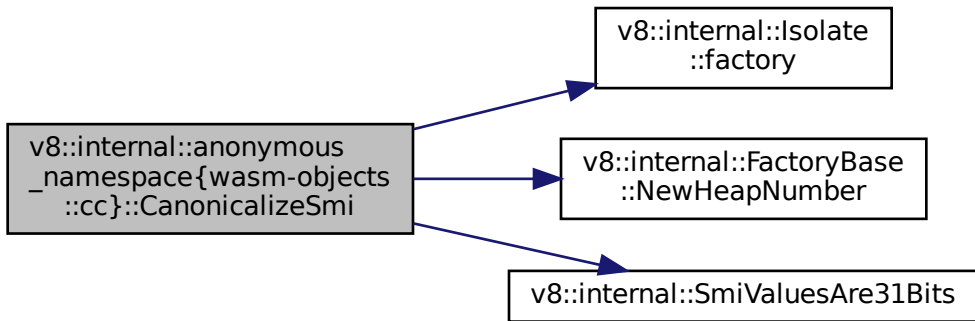 v8::internal::anonymous
_namespace{wasm-objects
::cc}::CanonicalizeSmi
v8::internal::Isolate
::factory
v8::internal::FactoryBase
::NewHeapNumber
v8::internal::SmiValuesAre31Bits